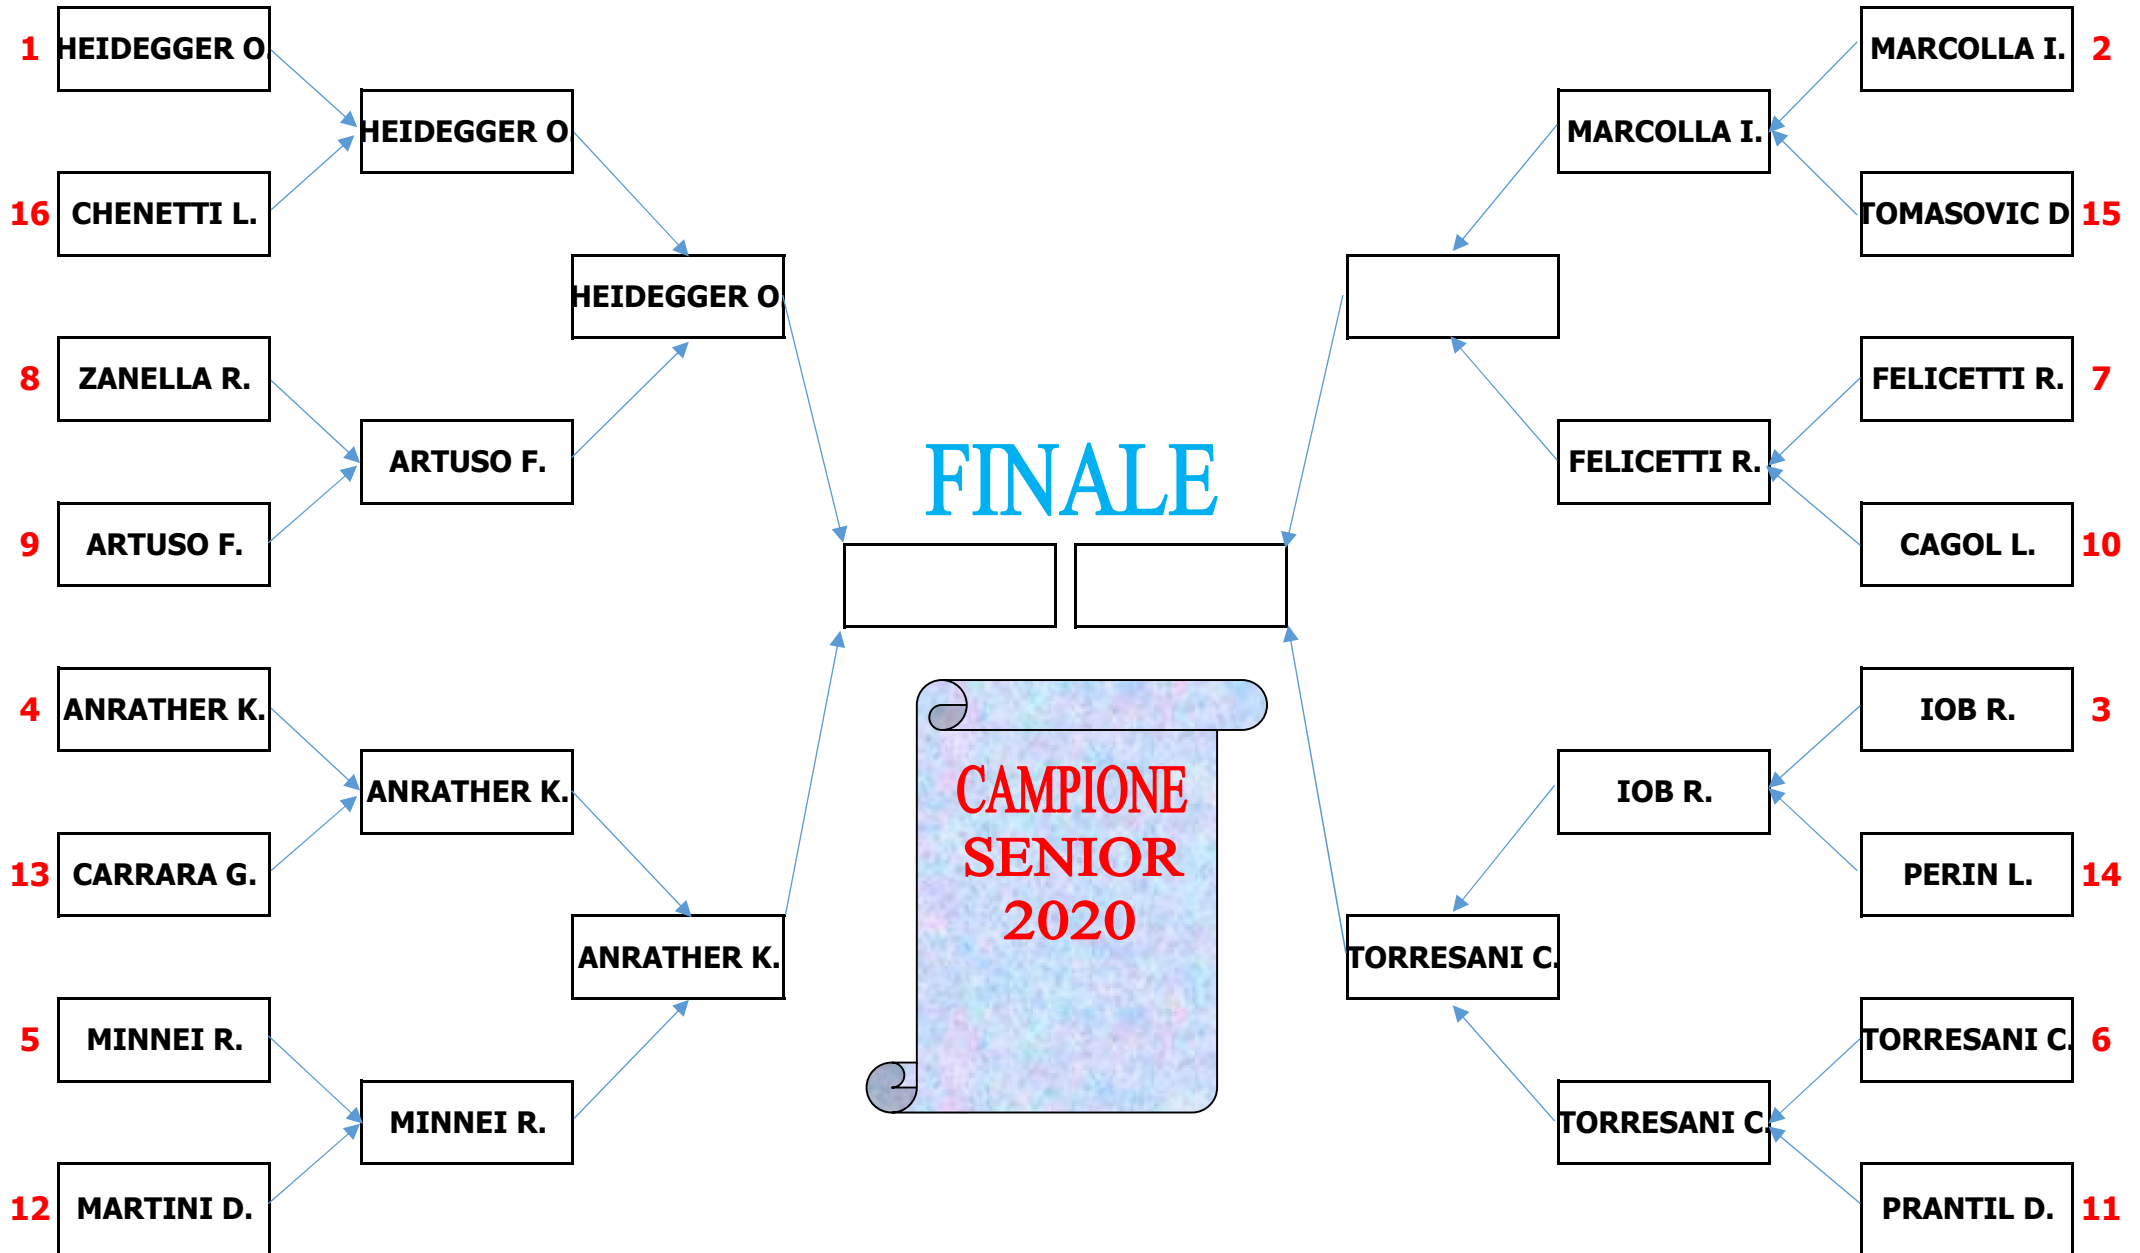 1 HEIDEGGER O.
MARCOLLA I. 2
HEIDEGGER O.
MARCOLLA I.
16 CHENETTI L.
TOMASOVIC D 15
HEIDEGGER O.
8 ZANELLA R.
FELICETTI R. 7
ARTUSO F.
FINALE
FELICETTI R.
9 ARTUSO F.
CAGOL L. 10
4 ANRATHER K.
IOB R. 3
ANRATHER K.
CAMPIONE
IOB R.
13 CARRARA G.
SENIOR
PERIN L. 14
2020
ANRATHER K.
TORRESANI C.
5 MINNEI R.
TORRESANI C. 6
MINNEI R.
TORRESANI C.
12 MARTINI D.
PRANTIL D. 11